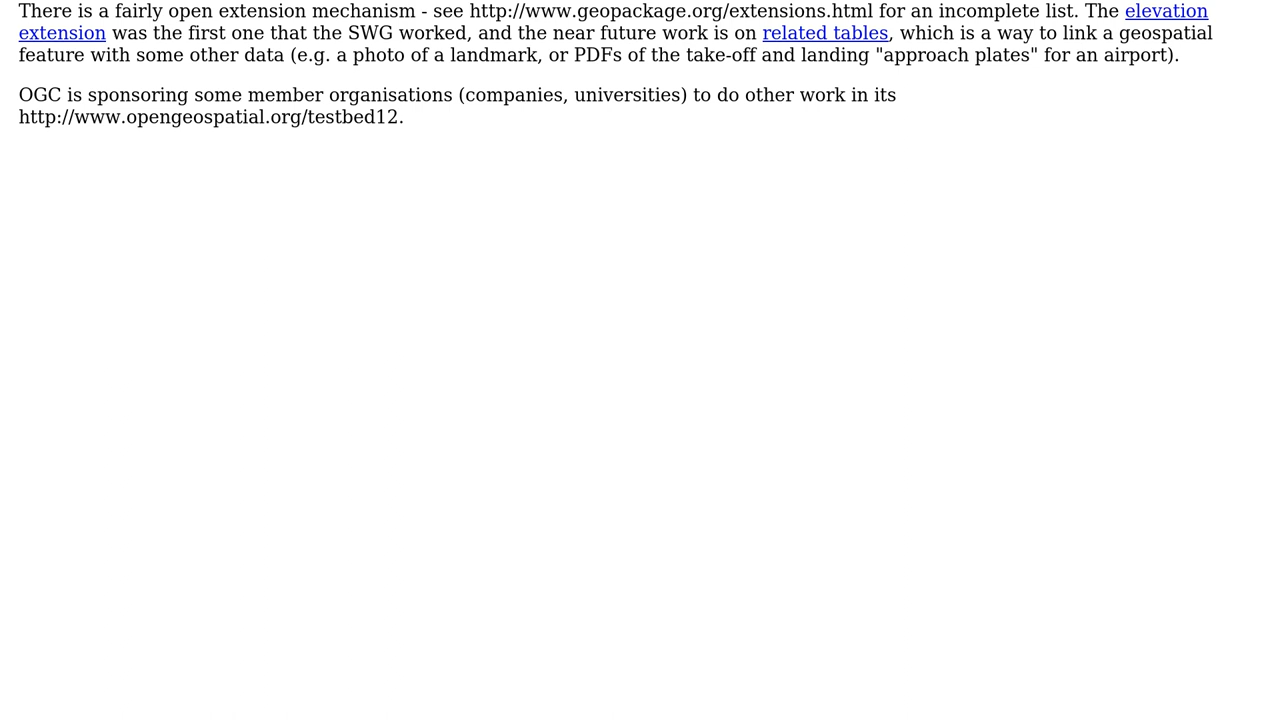 There is a fairly open extension mechanism - see http://www.geopackage.org/extensions.html for an incomplete list. The elevation
extension was the first one that the SWG worked, and the near future work is on related tables, which is a way to link a geospatial
feature with some other data (e.g. a photo of a landmark, or PDFs of the take-off and landing "approach plates" for an airport).
OGC is sponsoring some member organisations (companies, universities) to do other work in its
http://www.opengeospatial.org/testbed12.